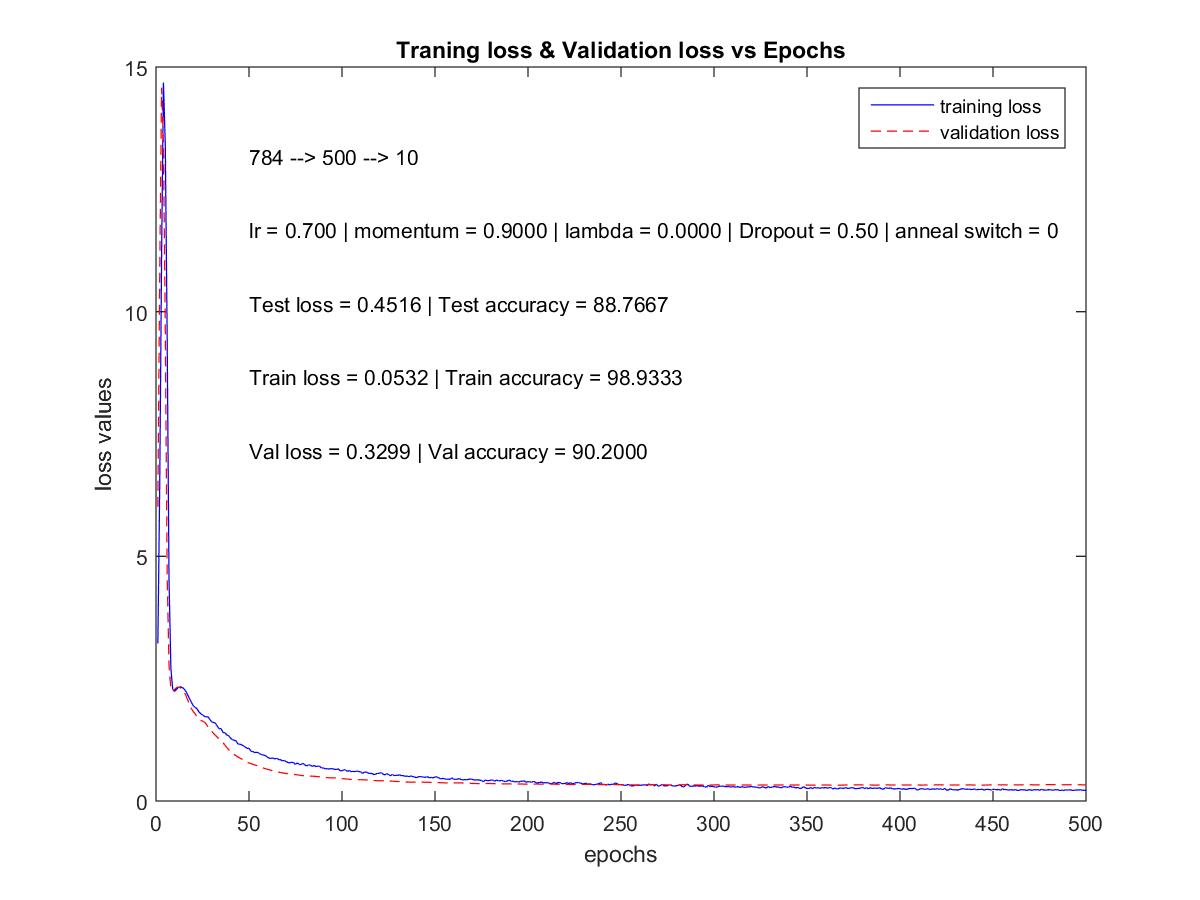 Traning loss & Validation loss vs Epochs
15
training loss
validation loss
784 --> 500 --> 10
lr = 0.700 | momentum = 0.9000 | lambda = 0.0000 | Dropout = 0.50 | anneal switch = 0
10
Test loss = 0.4516 | Test accuracy = 88.7667
Train loss = 0.0532 | Train accuracy = 98.9333
Val loss = 0.3299 | Val accuracy = 90.2000
loss values
5
0
0 50 100 150 200 250 300 350 400 450 500
epochs